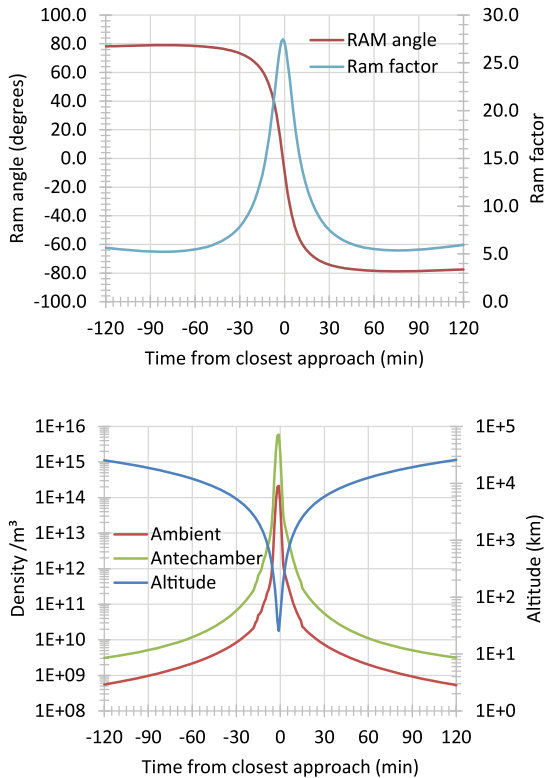 100.0 30.0
80.0 RAM angle
60.0 Ram factor 25.0
40.0 20.0
20.0
0.0 15.0
-20.0
-40.0 10.0
-60.0 5.0
-80.0
-100.0 0.0
Ram angle (degrees)
Ram factor
-120 -90 -60 -30 0 30 60 90 120
Time from closest approach (min)
1E+16 1E+5
1E+15
1E+14 1E+4
1E+13 Ambient 1E+3
1E+12 Antechamber
Altitude
1E+11 1E+2
1E+10 1E+1
1E+09
1E+08 1E+0
Density /m³
Altitude (km)
-120 -90 -60 -30 0 30 60 90 120
Time from closest approach (min)